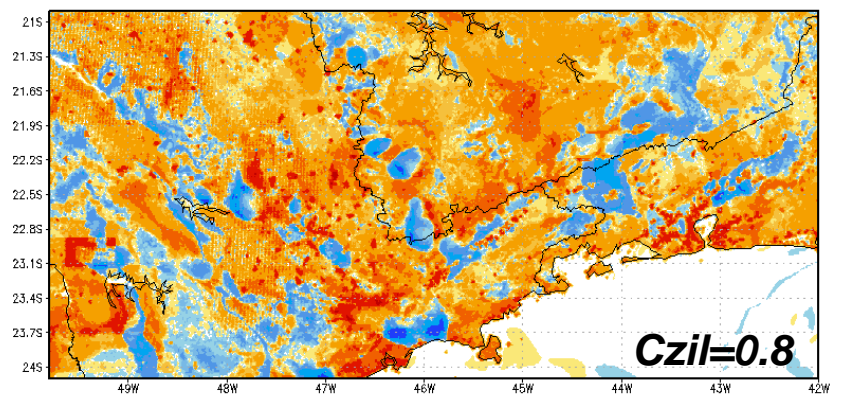 21S
21.3S
21.6S
21.9S
22.2S
22.5S
22.8S
23.1S
23.4S
23.7S
24S
Czil=0.8
49W 48W 47W 46W 45W 44W 43W 42W